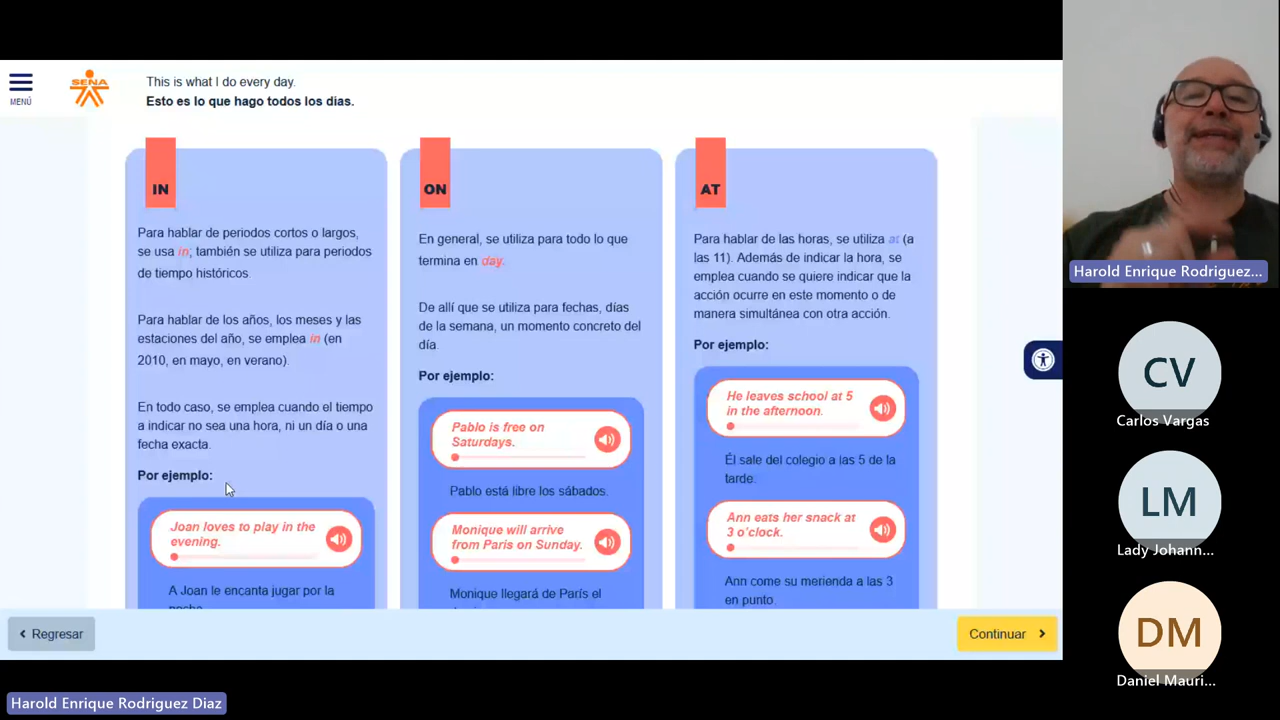 MENÚ
SENA
This is what I do every day.
Esto es lo que hago todos los dias.
IN
Para hablar de periodos cortos o largos,
se usa in; también se utiliza para periodos
de tiempo históricos.
Para hablar de los años, los meses y las
estaciones del año, se emplea in (en
2010, en mayo, en verano).
En todo caso, se emplea cuando el tiempo
a indicar no sea una hora, ni un día o una
fecha exacta.
Por ejemplo:
Joan loves to play in the
evening.
A Joan le encanta jugar por la
noche.
ON
En general, se utiliza para todo lo que
termina en day.
De allí que se utiliza para fechas, días
de la semana, un momento concreto del
día.
Por ejemplo:
Pablo is free on
Saturdays.
Pablo está libre los sábados.
Monique will arrive
from Paris on Sunday.
Monique llegará de París el
AT
Para hablar de las horas, se utiliza at (a
las 11). Además de indicar la hora, se
emplea cuando se quiere indicar que la
acción ocurre en este momento o de
manera simultánea con otra acción.
Por ejemplo:
He leaves school at 5
in the afternoon.
Él sale del colegio a las 5 de la
tarde.
Ann eats her snack at
3 o'clock.
Ann come su merienda a las 3
en punto.
Regresar
Continuar
Harold Enrique Rodriguez Diaz
Harold Enrique Rodriguez...
CV
Carlos Vargas
LM
Lady Johann...
DM
Daniel Mauri...